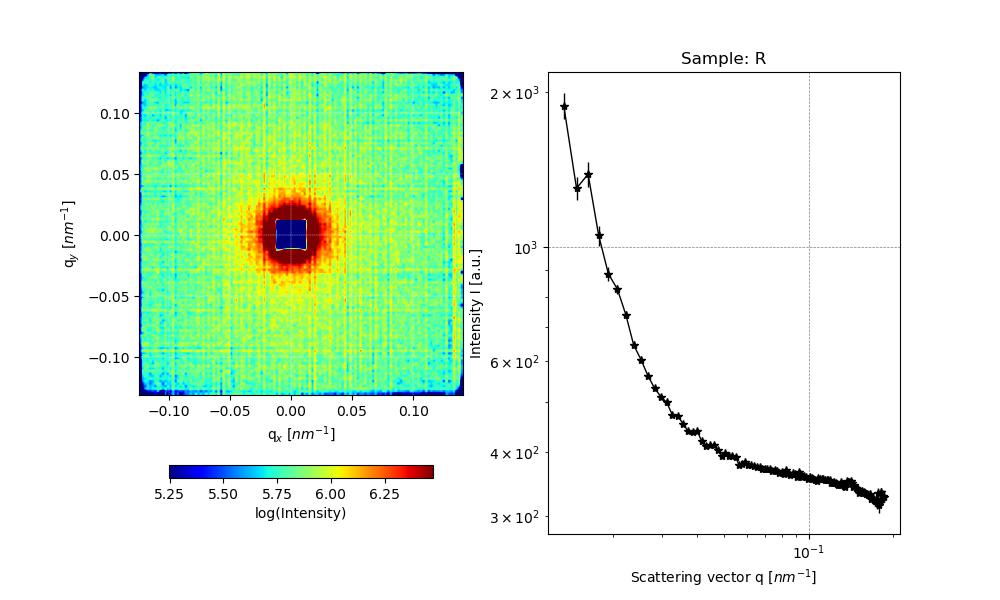 Sample: R
0.10
0.05
0.00
−0.05
−0.10
q_y [nm^{-1}]
−0.10 −0.05 0.00 0.05 0.10
q_x [nm^{-1}]
5.25 5.50 5.75 6.00 6.25
log(Intensity)
2 × 10^3
10^3
6 × 10^2
4 × 10^2
3 × 10^2
Intensity I [a.u.]
10^{-1}
Scattering vector q [nm^{-1}]